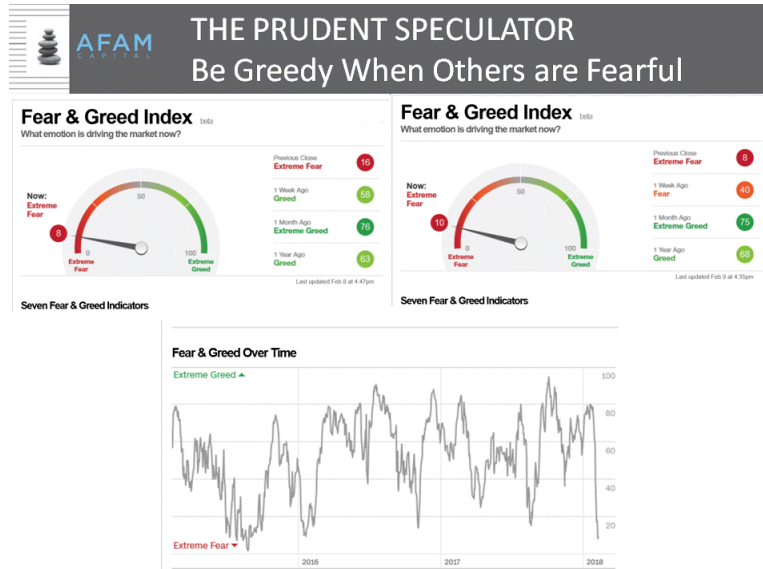 AFAM
CAPITAL
THE PRUDENT SPECULATOR
Be Greedy When Others are Fearful
Fear & Greed Index beta
What emotion is driving the market now?
Now:
Extreme
Fear
8
0
50
100
Extreme
Fear
Extreme
Greed
Previous Close
Extreme Fear
16
1 Week Ago
Greed
58
1 Month Ago
Extreme Greed
76
1 Year Ago
Greed
63
Last updated Feb 8 at 4:47pm
Seven Fear & Greed Indicators
Fear & Greed Index beta
What emotion is driving the market now?
Now:
Extreme
Fear
10
0
50
100
Extreme
Fear
Extreme
Greed
Previous Close
Extreme Fear
8
1 Week Ago
Fear
40
1 Month Ago
Extreme Greed
75
1 Year Ago
Greed
68
Last updated Feb 9 at 4:35pm
Seven Fear & Greed Indicators
Fear & Greed Over Time
Extreme Greed
100
80
60
40
20
Extreme Fear
2016
2017
2018